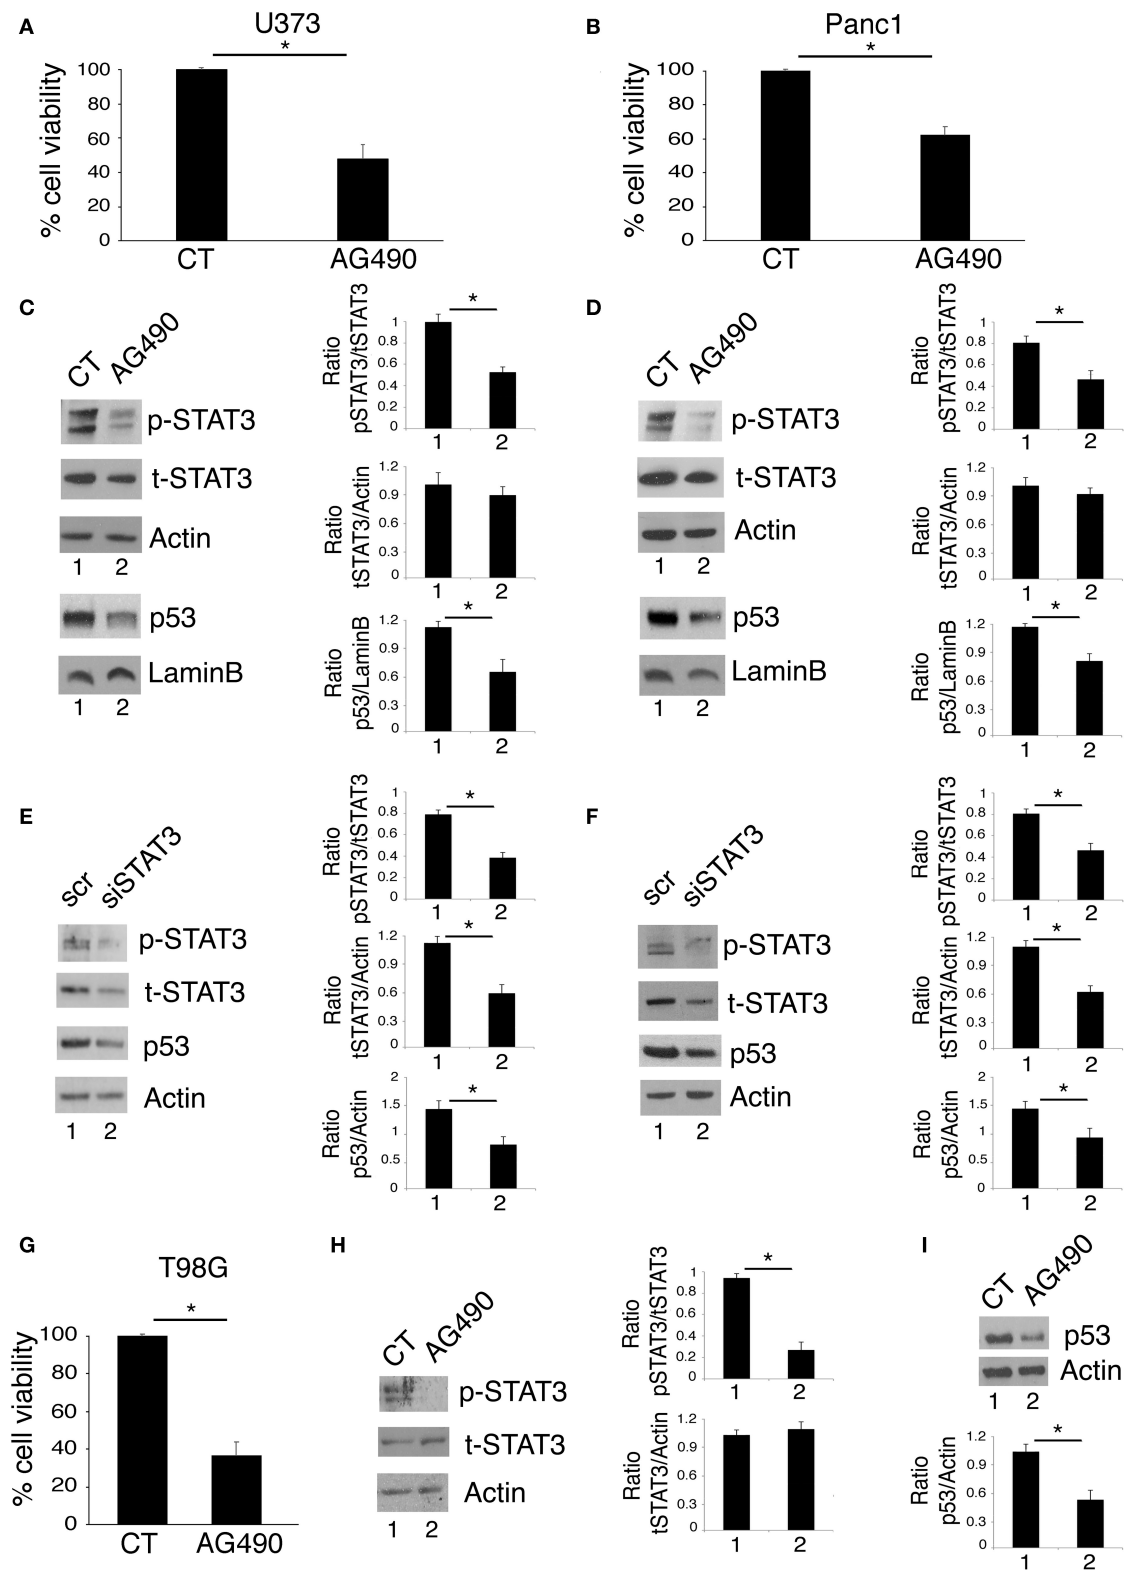 A
U373
*
% cell viability
100
80
60
40
20
0
CT
AG490
B
Panc1
*
% cell viability
100
80
60
40
20
0
CT
AG490
C
CT
AG490
p-STAT3
t-STAT3
Actin
1 2
p53
LaminB
1 2
Ratio
pSTAT3/tSTAT3
1
0.8
0.6
0.4
0.2
0
*
1 2
Ratio
tSTAT3/Actin
1.2
0.9
0.6
0.3
0
1 2
Ratio
p53/LaminB
1.2
0.9
0.6
0.3
0
*
1 2
D
CT
AG490
p-STAT3
t-STAT3
Actin
1 2
p53
LaminB
1 2
Ratio
pSTAT3/tSTAT3
1
0.8
0.6
0.4
0.2
0
*
1 2
Ratio
tSTAT3/Actin
1.2
0.9
0.6
0.3
0
1 2
Ratio
p53/LaminB
1.2
0.9
0.6
0.3
0
*
1 2
E
scr
siSTAT3
p-STAT3
t-STAT3
p53
Actin
1 2
Ratio
pSTAT3/tSTAT3
1
0.8
0.6
0.4
0.2
0
*
1 2
Ratio
tSTAT3/Actin
1.2
0.9
0.6
0.3
0
*
1 2
Ratio
p53/Actin
2
1.5
1
0.5
0
*
1 2
F
scr
siSTAT3
p-STAT3
t-STAT3
p53
Actin
1 2
Ratio
pSTAT3/tSTAT3
1
0.8
0.6
0.4
0.2
0
*
1 2
Ratio
tSTAT3/Actin
1.2
0.9
0.6
0.3
0
*
1 2
Ratio
p53/Actin
2
1.5
1
0.5
0
*
1 2
G
T98G
*
% cell viability
100
80
60
40
20
0
CT
AG490
H
CT
AG490
p-STAT3
t-STAT3
Actin
1 2
Ratio
pSTAT3/tSTAT3
1
0.8
0.6
0.4
0.2
0
*
1 2
Ratio
tSTAT3/Actin
1.2
0.9
0.6
0.3
0
1 2
I
CT
AG490
p53
Actin
1 2
Ratio
p53/Actin
1.2
0.9
0.6
0.3
0
*
1 2